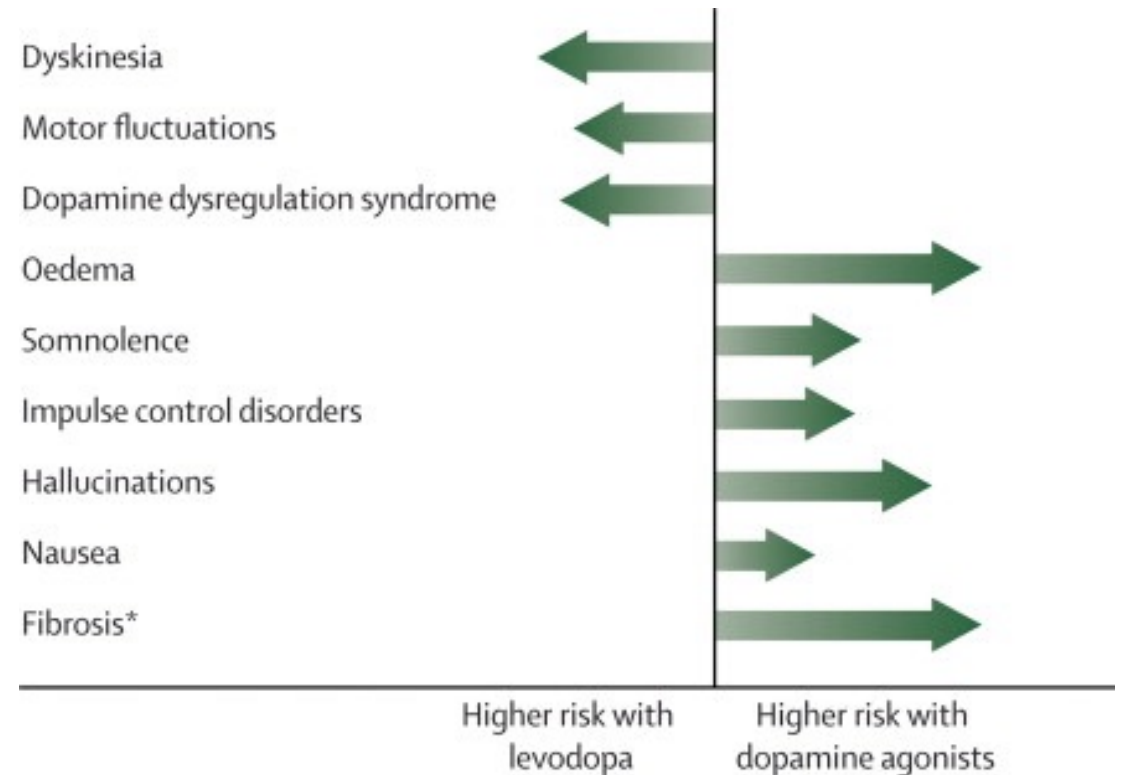 Dyskinesia
Motor fluctuations
Dopamine dysregulation syndrome
Oedema
Somnolence
Impulse control disorders
Hallucinations
Nausea
Fibrosis*
Higher risk with
levodopa
Higher risk with
dopamine agonists